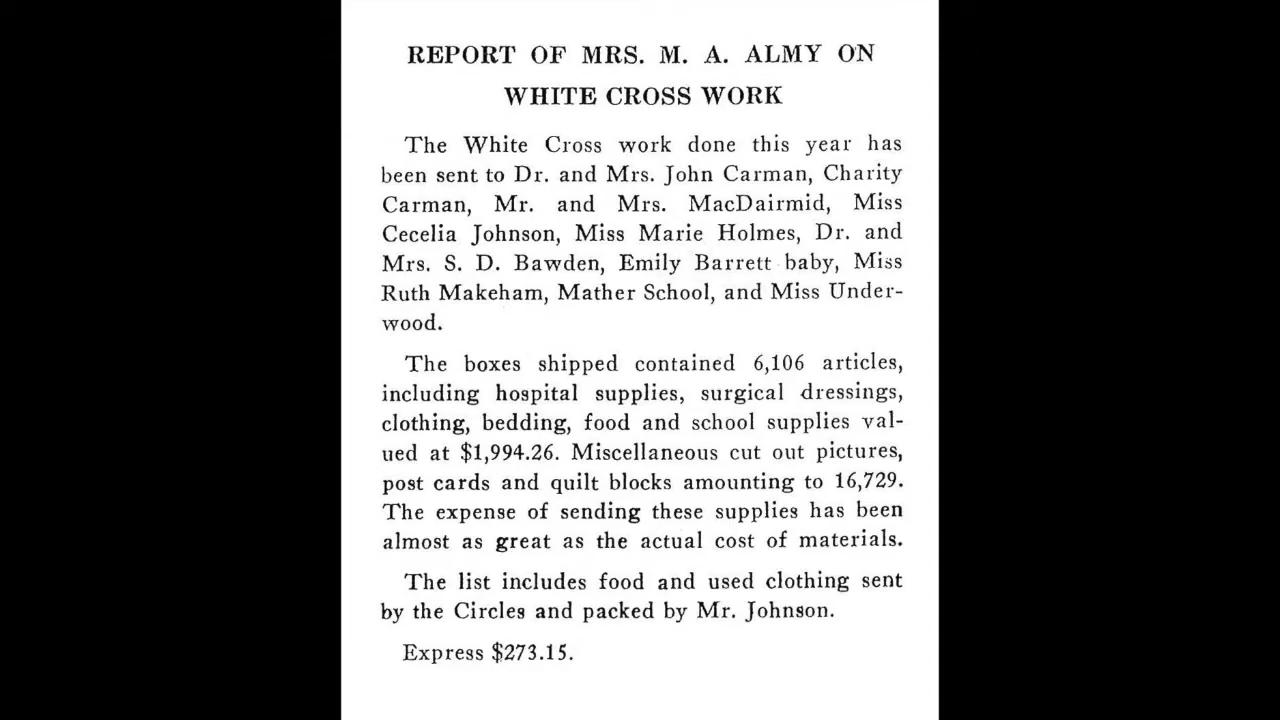 REPORT OF MRS. M. A. ALMY ON
WHITE CROSS WORK
The White Cross work done this year has
been sent to Dr. and Mrs. John Carman, Charity
Carman, Mr. and Mrs. MacDairmid, Miss
Cecelia Johnson, Miss Marie Holmes, Dr. and
Mrs. S. D. Bawden, Emily Barrett baby, Miss
Ruth Makeham, Mather School, and Miss Under-
wood.
The boxes shipped contained 6,106 articles,
including hospital supplies, surgical dressings,
clothing, bedding, food and school supplies val-
ued at $1,994.26. Miscellaneous cut out pictures,
post cards and quilt blocks amounting to 16,729.
The expense of sending these supplies has been
almost as great as the actual cost of materials.
The list includes food and used clothing sent
by the Circles and packed by Mr. Johnson.
Express $273.15.